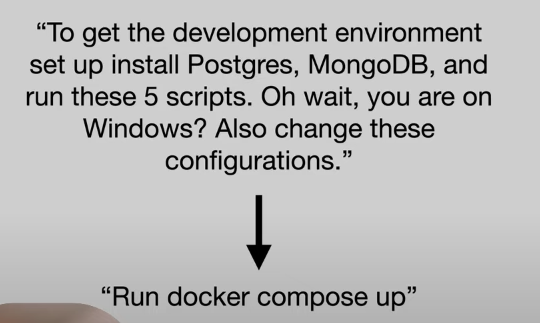 “To get the development environment
set up install Postgres, MongoDB, and
run these 5 scripts. Oh wait, you are on
Windows? Also change these
configurations.”
“Run docker compose up”